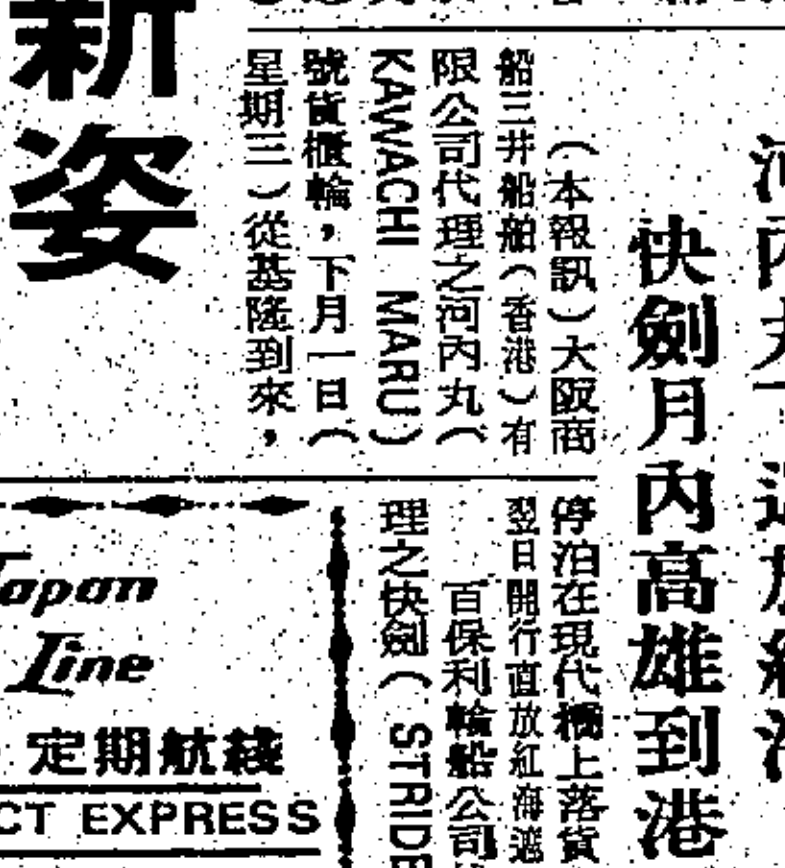 快劍月內高雄到港
（本報訊）大阪商
船三井船舶（香港）有
限公司代理之河內丸（
KAWACHI MARU）
號貨櫃輪，下月一日（
星期三）從基隆到來，
停泊在現代欄上落貨
翌日開行直放紅海遞
百保利輪船公司
理之快劍（STRIDE
新姿
Japan
Line
定期航綫
CT EXPRESS